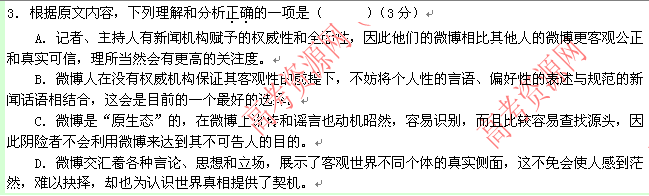 3. 根据原文内容，下列理解和分析正确的一项是（　　）（3 分）
A. 记者、主持人有新闻机构赋予的权威性和全性，因此他们的微博相比其他人的微博更客观公正
和真实可信，理所当然会有更高的关注度。
B. 微博人在没有权威机构保证其客观性的前提下，不妨将个人性的言语、偏好性的表述与规范的新
闻话语相结合，这会是目前的一个最好的选择。
C. 微博是“原生态”的，在微博上和谣言也动机昭然，容易识别，而且比较容易查找源头，因
此阴险者不会利用微博来达到其不可告人的目的。
D. 微博交汇着各种言论、思想和立场，展示了客观世界不同个体的真实侧面，这不免会使人感到茫
然，难以抉择，却也为认识世界真相提供了契机。
高考资源网
高考资源网